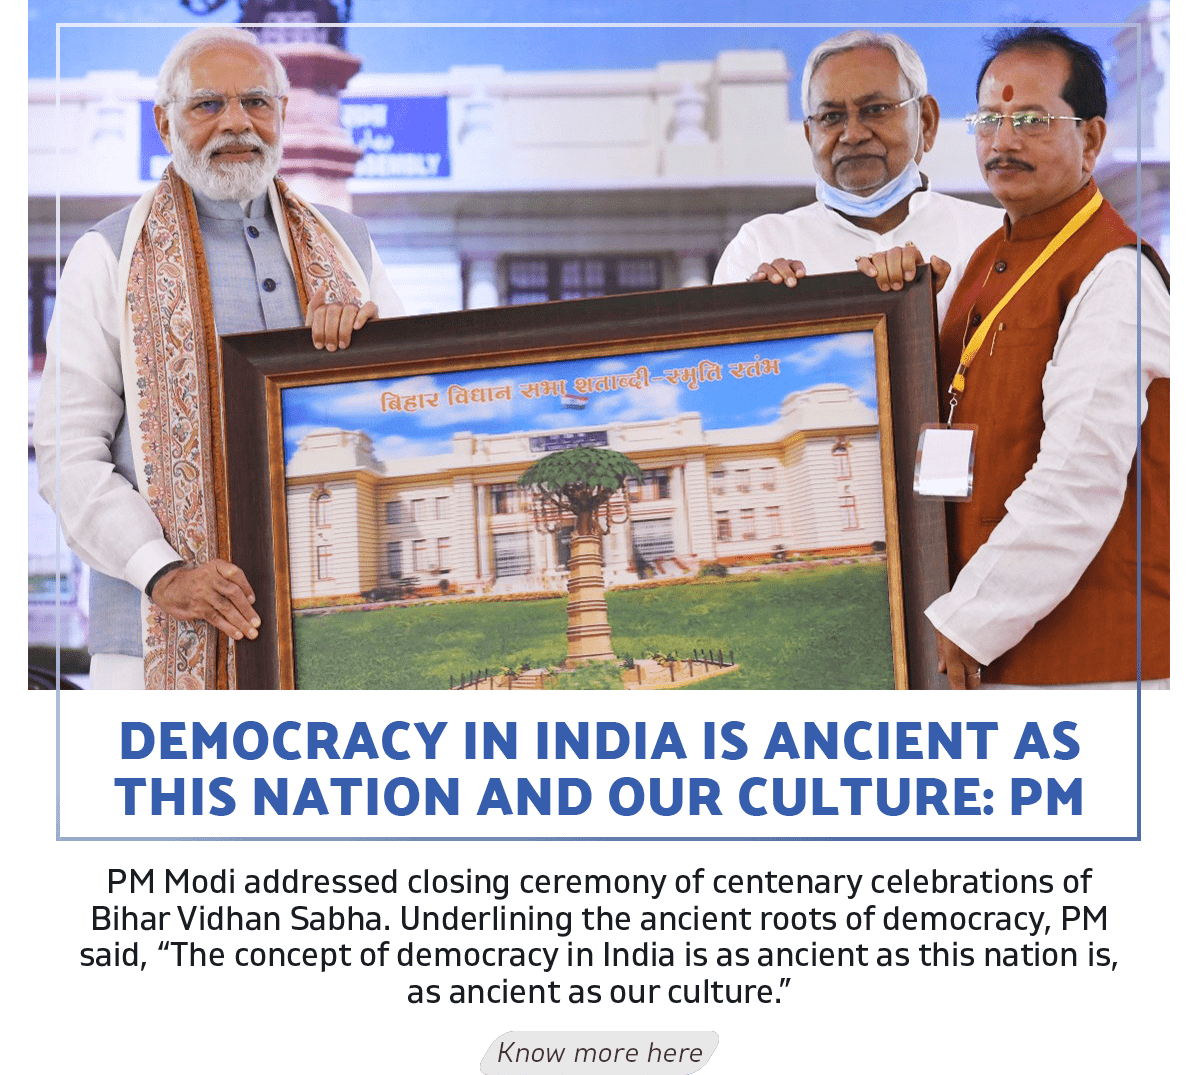 ASSEMBLY
बिहार विधान सभा शताब्दी-स्मृति स्तंभ
DEMOCRACY IN INDIA IS ANCIENT AS
THIS NATION AND OUR CULTURE: PM
PM Modi addressed closing ceremony of centenary celebrations of
Bihar Vidhan Sabha. Underlining the ancient roots of democracy, PM
said, “The concept of democracy in India is as ancient as this nation is,
as ancient as our culture.”
Know more here